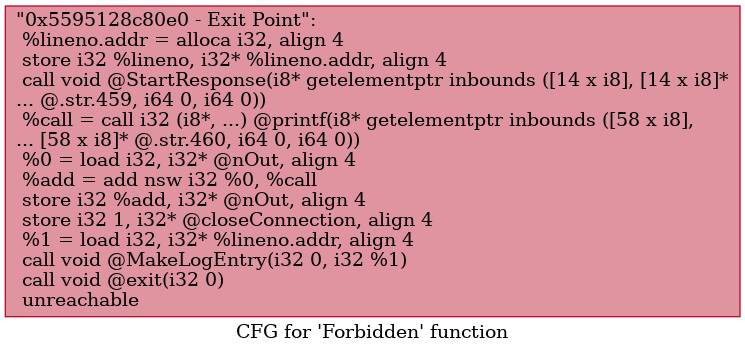 "0x5595128c80e0 - Exit Point":
%lineno.addr = alloca i32, align 4
store i32 %lineno, i32* %lineno.addr, align 4
call void @StartResponse(i8* getelementptr inbounds ([14 x i8], [14 x i8]*
... @.str.459, i64 0, i64 0))
%call = call i32 (i8*, ...) @printf(i8* getelementptr inbounds ([58 x i8],
... [58 x i8]* @.str.460, i64 0, i64 0))
%0 = load i32, i32* @nOut, align 4
%add = add nsw i32 %0, %call
store i32 %add, i32* @nOut, align 4
store i32 1, i32* @closeConnection, align 4
%1 = load i32, i32* %lineno.addr, align 4
call void @MakeLogEntry(i32 0, i32 %1)
call void @exit(i32 0)
unreachable
CFG for 'Forbidden' function